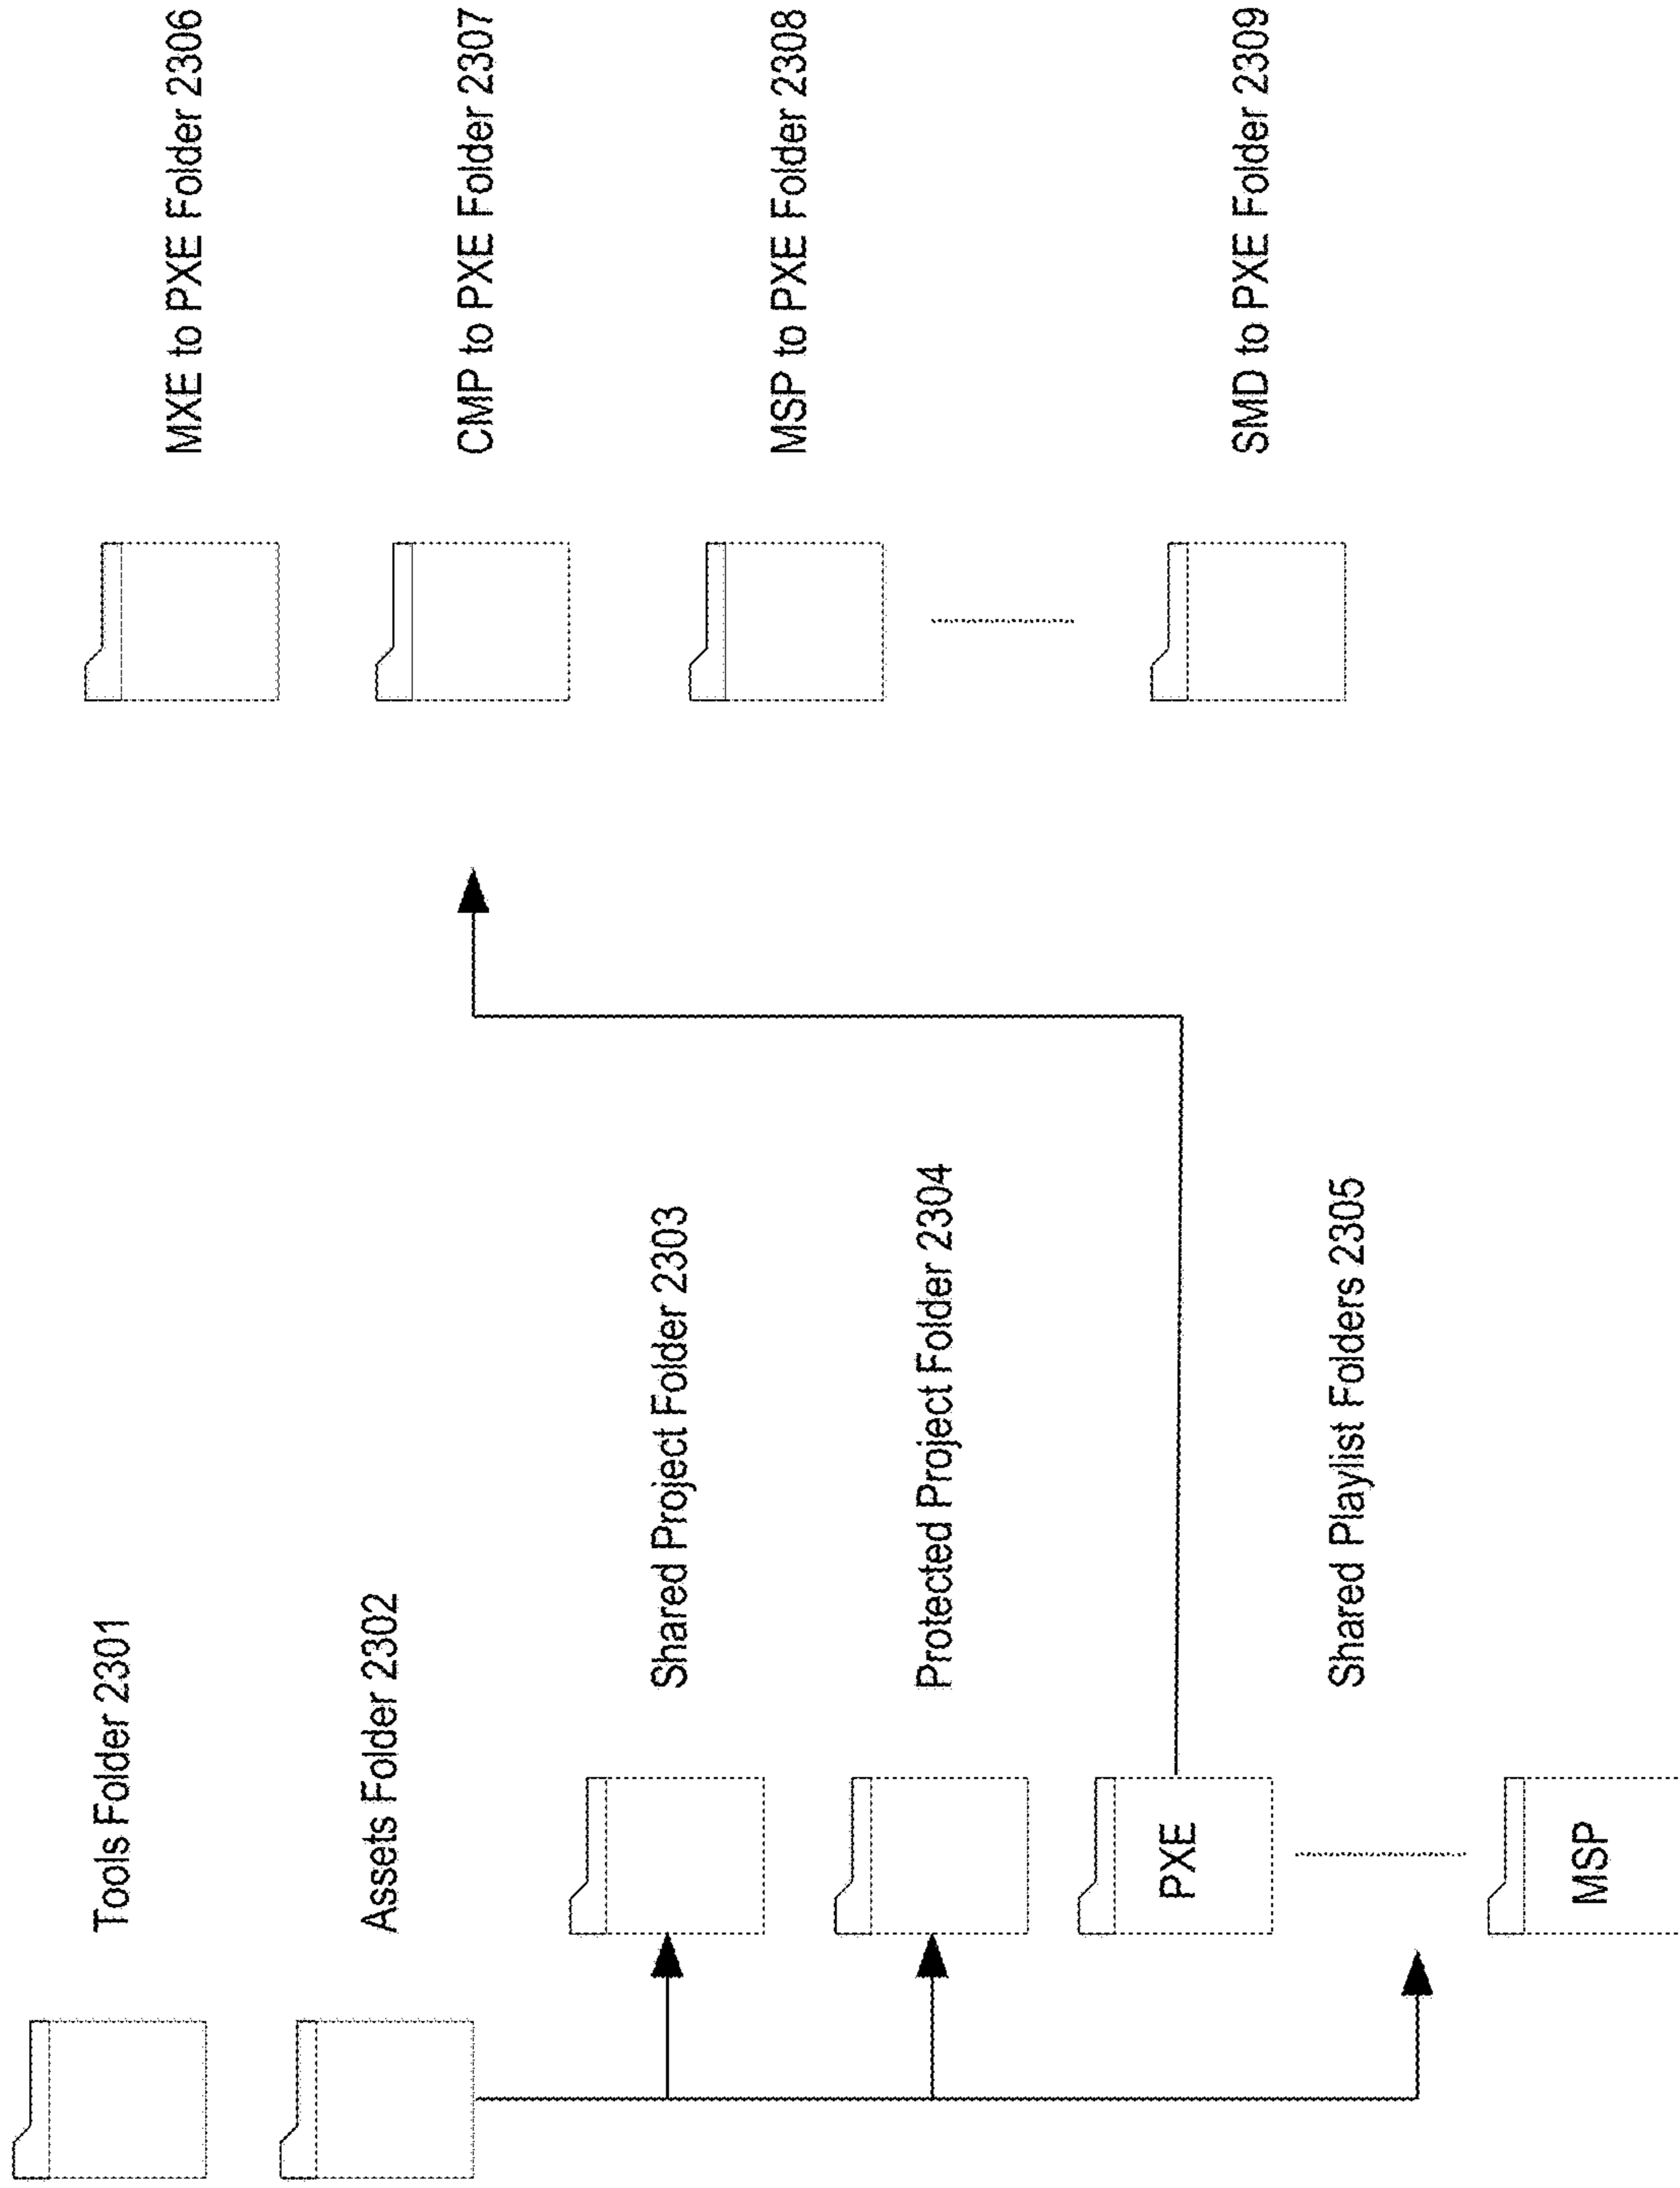 Tools Folder 2301
Assets Folder 2302
Shared Project Folder 2303
Protected Project Folder 2304
PXE
Shared Playlist Folders 2305
MSP
MXE to PXE Folder 2306
CMP to PXE Folder 2307
MSP to PXE Folder 2308
SMD to PXE Folder 2309